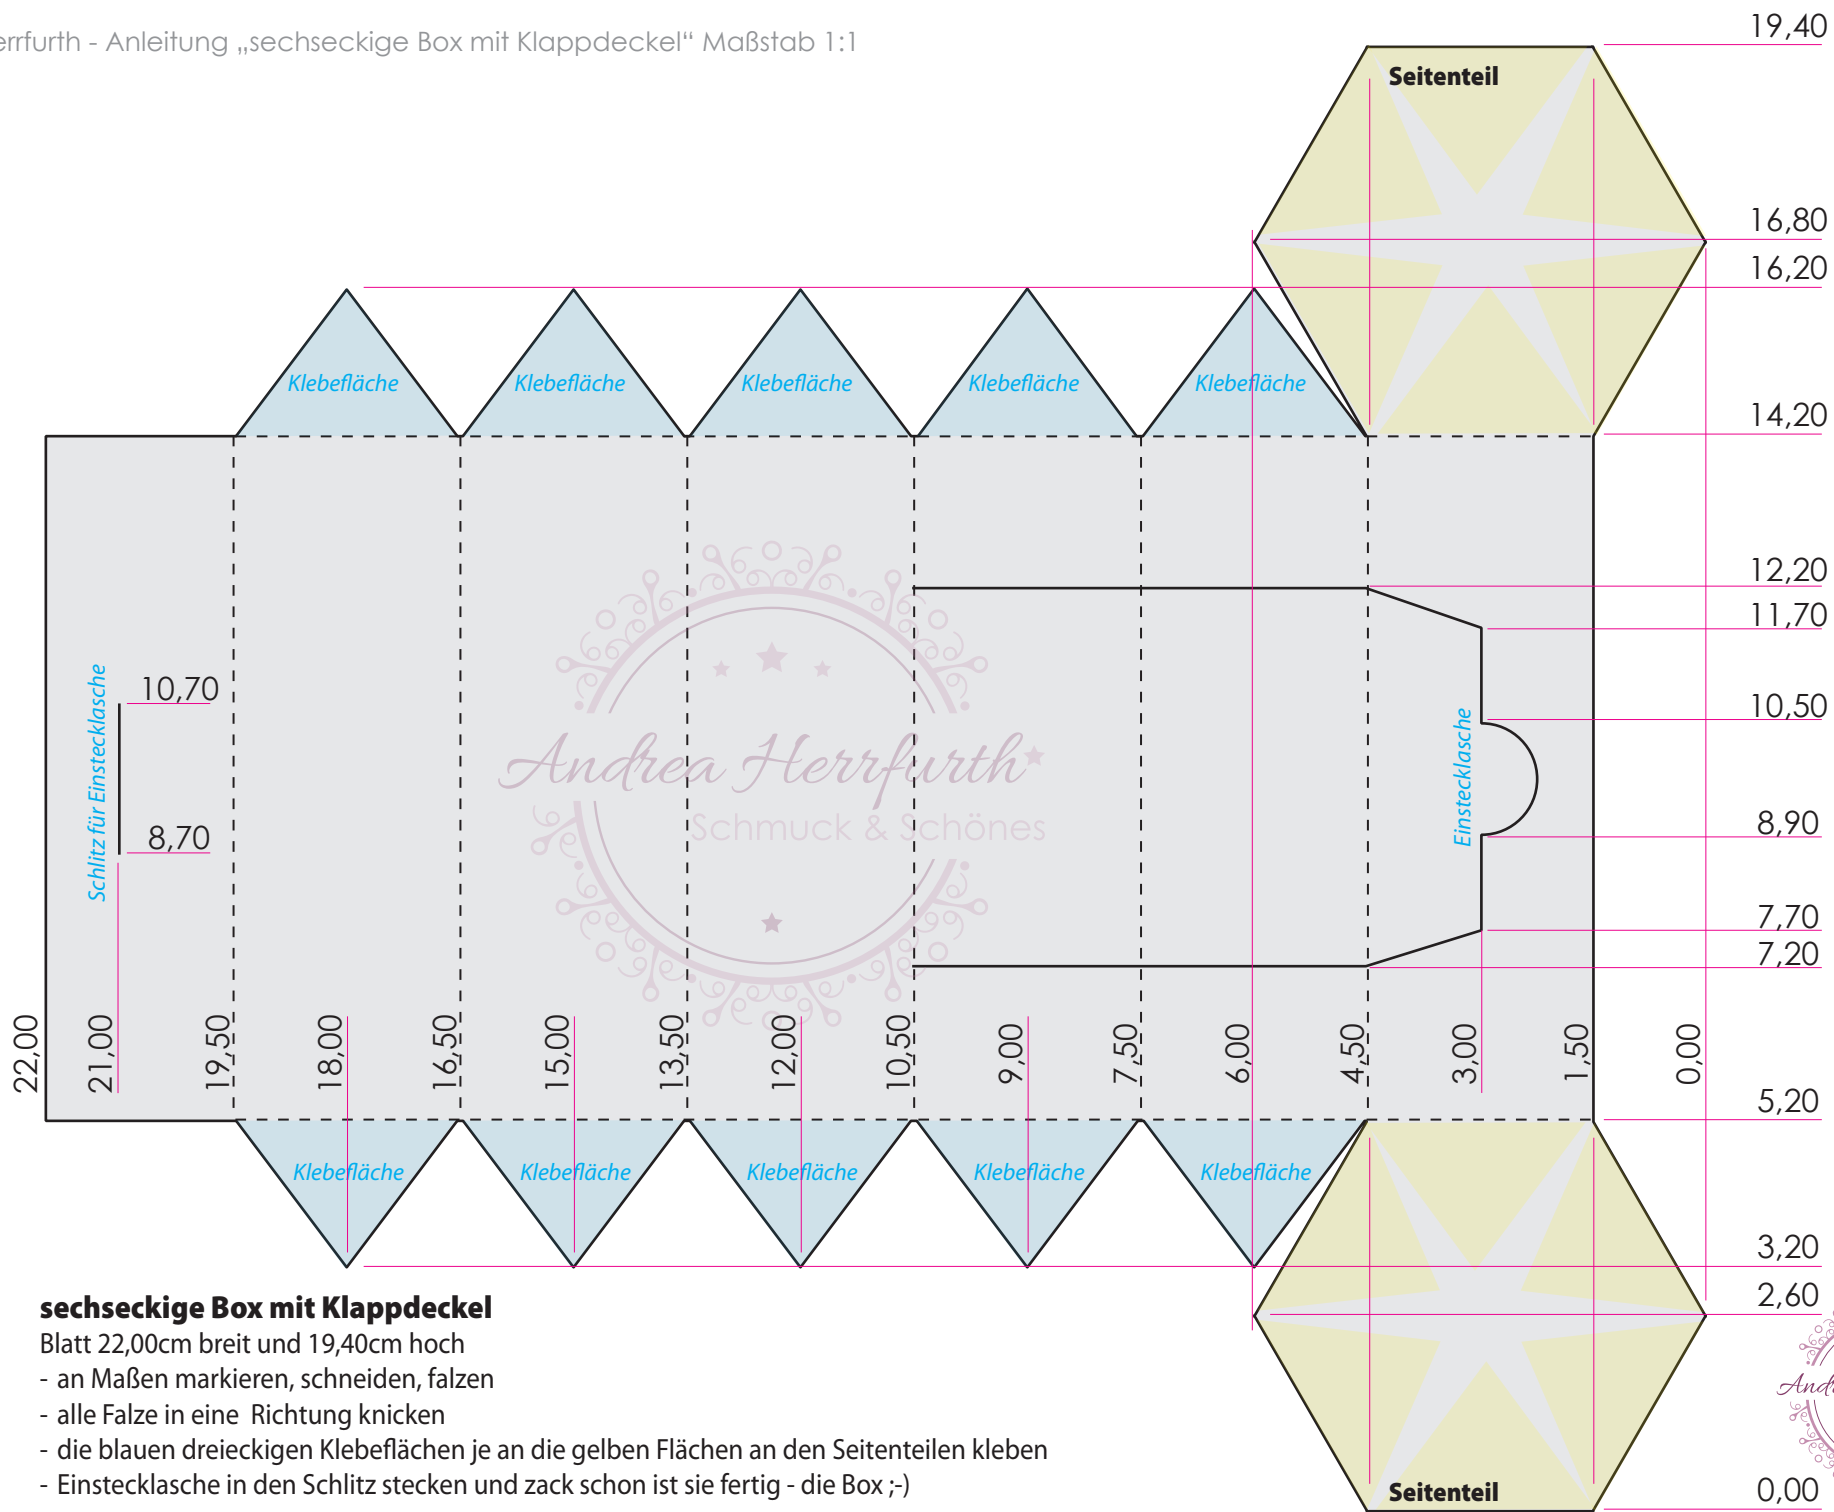 errfurth - Anleitung „sechseckige Box mit Klappdeckel“ Maßstab 1:1
19,40
Seitenteil
16,80
16,20
Klebefläche Klebefläche Klebefläche Klebefläche Klebefläche
14,20
12,20
11,70
Schlitz für Einstecklasche
10,70
8,70
Andrea Herrfurth
Schmuck & Schönes
Einstecklasche
10,50
8,90
7,70
7,20
22,00 21,00 19,50 18,00 16,50 15,00 13,50 12,00 10,50 9,00 7,50 6,00 4,50 3,00 1,50 0,00
5,20
Klebefläche Klebefläche Klebefläche Klebefläche Klebefläche
3,20
2,60
sechseckige Box mit Klappdeckel
Blatt 22,00cm breit und 19,40cm hoch
- an Maßen markieren, schneiden, falzen
- alle Falze in eine Richtung knicken
- die blauen dreieckigen Klebeflächen je an die gelben Flächen an den Seitenteilen kleben
- Einstecklasche in den Schlitz stecken und zack schon ist sie fertig - die Box ;-)
Seitenteil
0,00